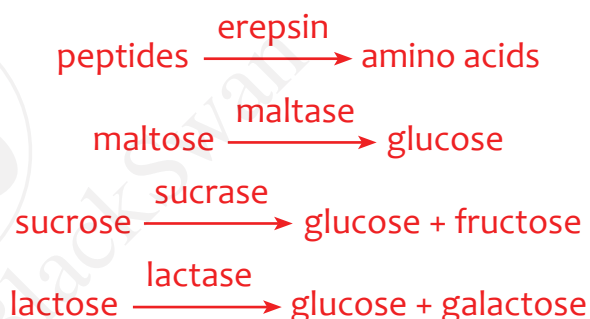 erepsin
peptides → amino acids
maltase
maltose → glucose
sucrase
sucrose → glucose + fructose
lactase
lactose → glucose + galactose